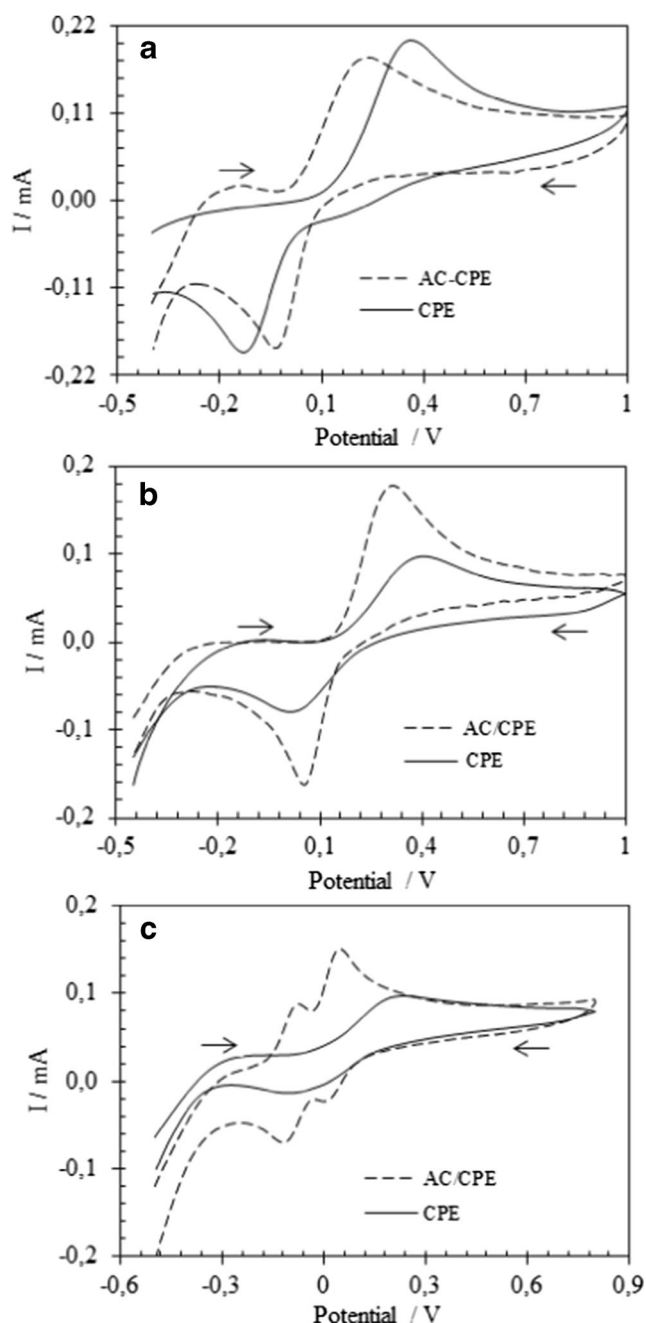 a
0,22
0,11
0,00
-0,11
-0,22
I / mA
AC-CPE
CPE
-0,5 -0,2 0,1 0,4 0,7 1
Potential / V
b
0,2
0,1
0,0
-0,1
-0,2
I / mA
AC/CPE
CPE
-0,5 -0,2 0,1 0,4 0,7 1
Potential / V
c
0,2
0,1
0,0
-0,1
-0,2
I / mA
AC/CPE
CPE
-0,6 -0,3 0 0,3 0,6 0,9
Potential / V